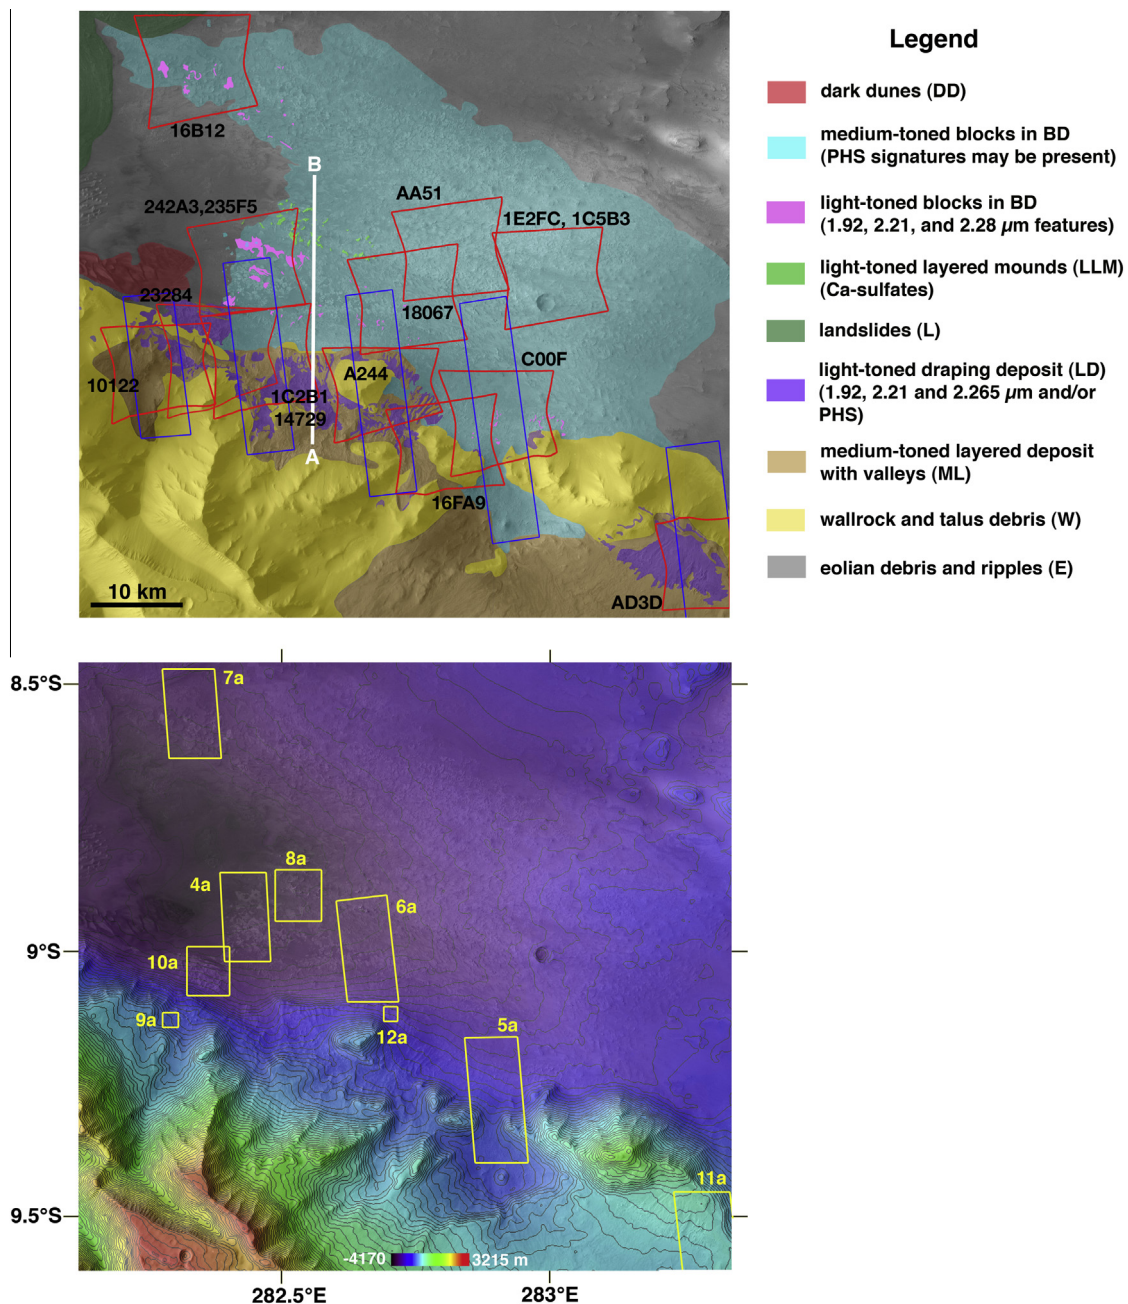 16B12
B
242A3,235F5
AA51
1E2FC, 1C5B3
23284
18067
C00F
10122
A244
1C2B1
14729
A
16FA9
10 km
AD3D
Legend
dark dunes (DD)
medium-toned blocks in BD
(PHS signatures may be present)
light-toned blocks in BD
(1.92, 2.21, and 2.28 µm features)
light-toned layered mounds (LLM)
(Ca-sulfates)
landslides (L)
light-toned draping deposit (LD)
(1.92, 2.21 and 2.265 µm and/or
PHS)
medium-toned layered deposit
with valleys (ML)
wallrock and talus debris (W)
eolian debris and ripples (E)
8.5°S
7a
8a
4a
6a
9°S
10a
9a
12a
5a
11a
9.5°S
-4170
3215 m
282.5°E
283°E